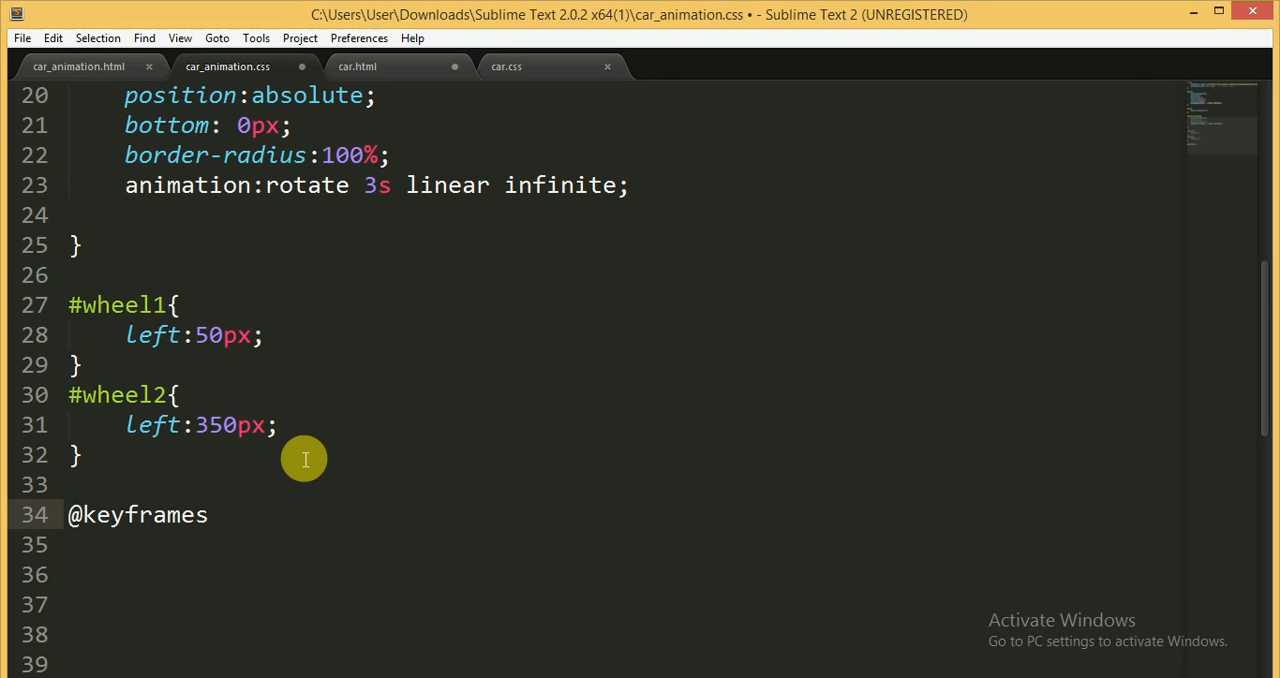 C:\Users\User\Downloads\Sublime Text 2.0.2 x64(1)\car_animation.css • - Sublime Text 2 (UNREGISTERED)
File Edit Selection Find View Goto Tools Project Preferences Help
car_animation.html × car_animation.css car.html car.css ×
20 position:absolute;
21 bottom: 0px;
22 border-radius:100%;
23 animation:rotate 3s linear infinite;
24
25 }
26
27 #wheel1{
28 left:50px;
29 }
30 #wheel2{
31 left:350px;
32 }
33
34 @keyframes
35
36
37
38
39
Activate Windows
Go to PC settings to activate Windows.